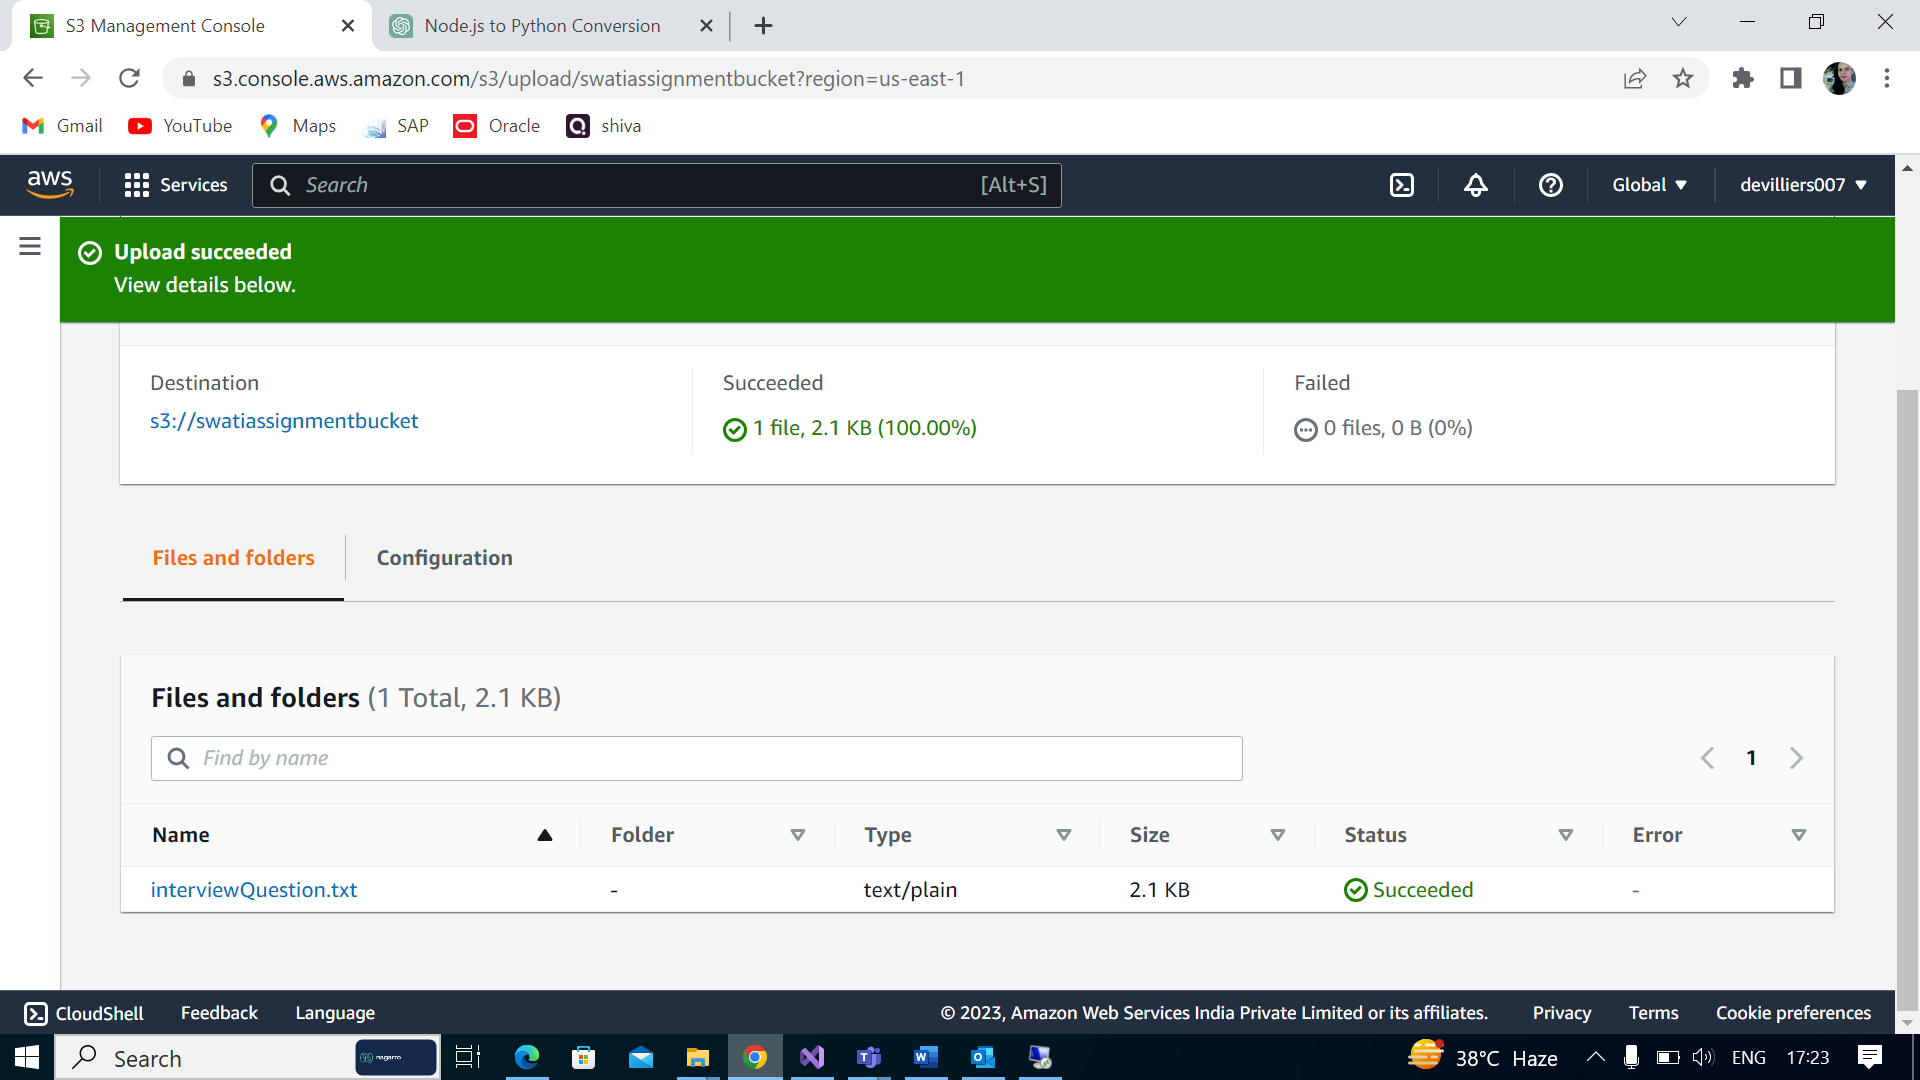 S3 Management Console
Node.js to Python Conversion
s3.console.aws.amazon.com/s3/upload/swatiassignmentbucket?region=us-east-1
Gmail YouTube Maps SAP Oracle shiva
aws Services Search [Alt+S] Global devilliers007
Upload succeeded
View details below.
Destination Succeeded Failed
s3://swatiassignmentbucket 1 file, 2.1 KB (100.00%) 0 files, 0 B (0%)
Files and folders Configuration
Files and folders (1 Total, 2.1 KB)
Find by name 1
Name Folder Type Size Status Error
interviewQuestion.txt - text/plain 2.1 KB Succeeded -
CloudShell Feedback Language © 2023, Amazon Web Services India Private Limited or its affiliates. Privacy Terms Cookie preferences
Search nagarro 38°C Haze ENG 17:23